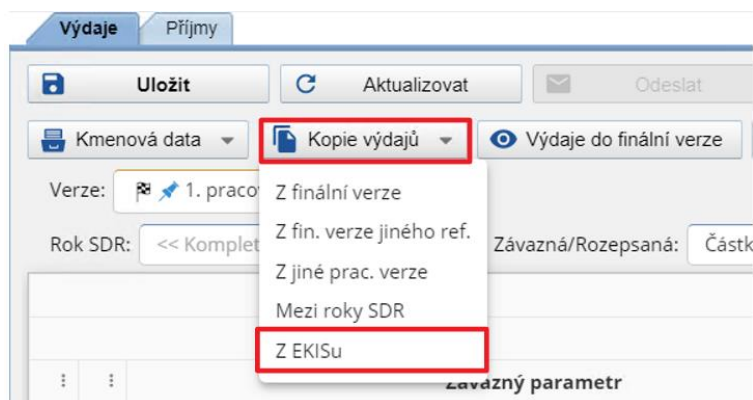 Výdaje Příjmy
Uložit Aktualizovat Odeslat
Kmenová data Kopie výdajů Výdaje do finální verze
Verze: 1. praco
Z finální verze
Z fin. verze jiného ref.
Rok SDR: << Komplet Závazná/Rozepsaná: Částk
Z jiné prac. verze
Mezi roky SDR
Z EKISu
Závazný parametr